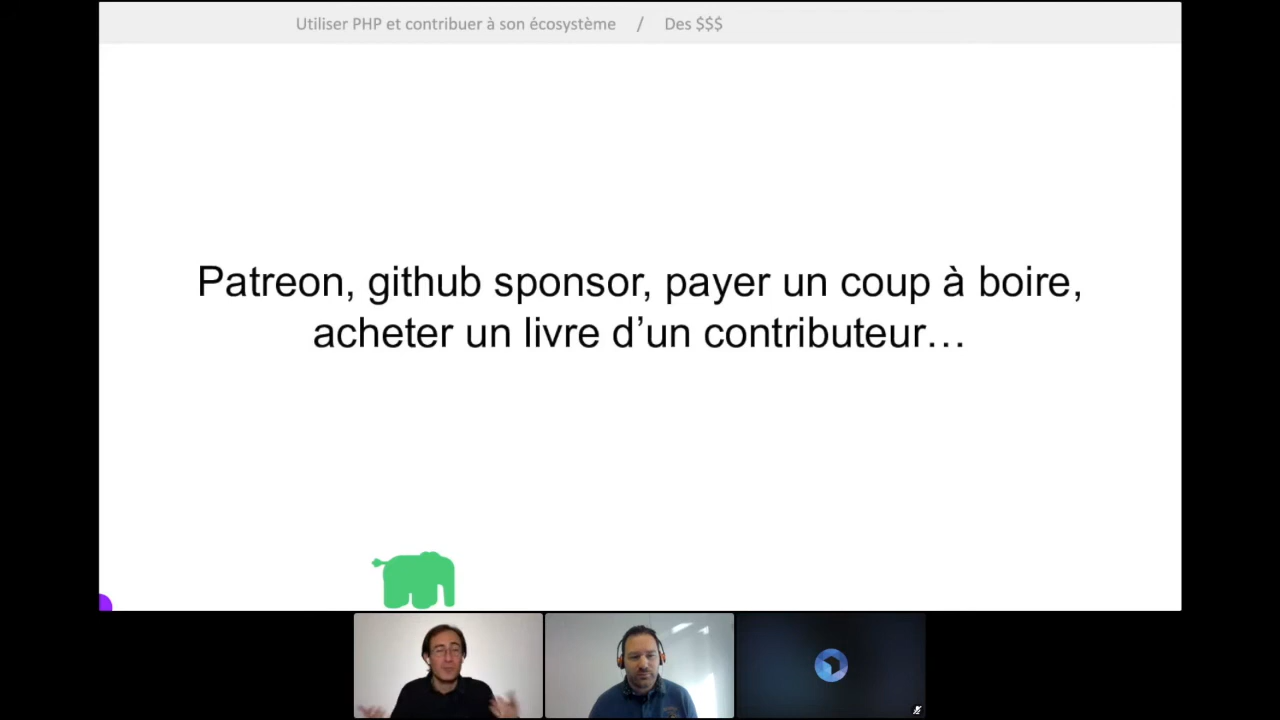 Utiliser PHP et contribuer à son écosystème / Des $$$
Patreon, github sponsor, payer un coup à boire,
acheter un livre d’un contributeur…